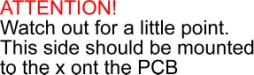 ATTENTION!
Watch out for a little point.
This side should be mounted
to the x ont the PCB